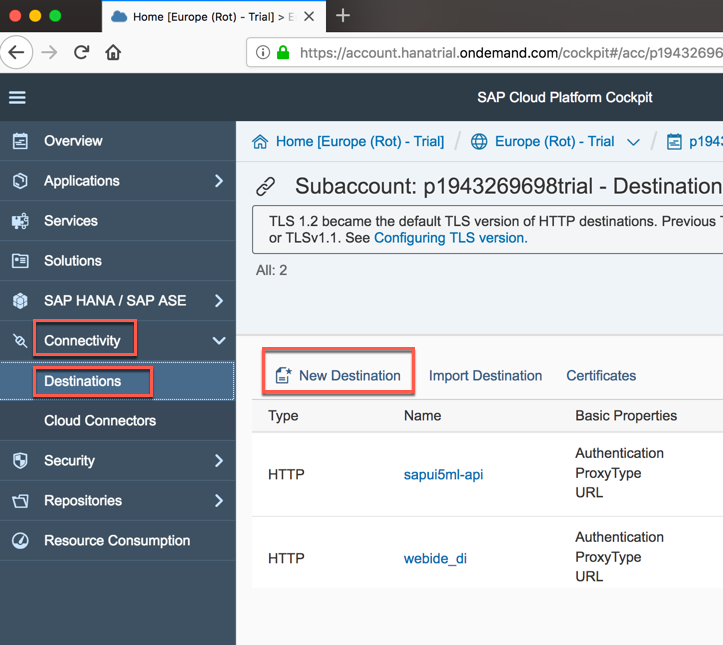 Home [Europe (Rot) - Trial] > E
https://account.hanatrial.ondemand.com/cockpit#/acc/p19432696
SAP Cloud Platform Cockpit
Overview
Applications
Services
Solutions
SAP HANA / SAP ASE
Connectivity
Destinations
Cloud Connectors
Security
Repositories
Resource Consumption
Home [Europe (Rot) - Trial] / Europe (Rot) - Trial / p1943
Subaccount: p1943269698trial - Destination
TLS 1.2 became the default TLS version of HTTP destinations. Previous T
or TLSv1.1. See Configuring TLS version.
All: 2
New Destination Import Destination Certificates
Type Name Basic Properties
HTTP sapui5ml-api Authentication
ProxyType
URL
HTTP webide_di Authentication
ProxyType
URL